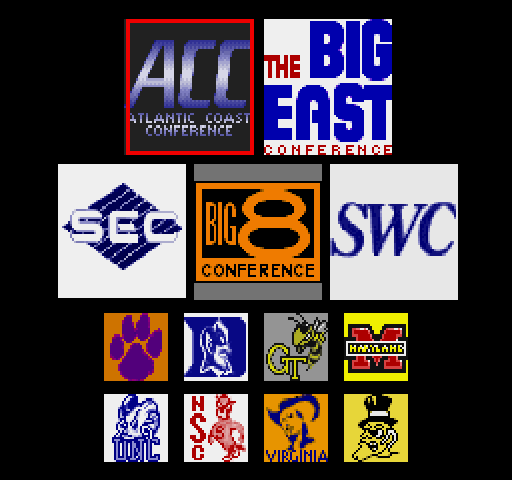 ACC
ATLANTIC COAST
CONFERENCE
THE BIG
EAST
CONFERENCE
SEC
BIG 8
CONFERENCE
SWC
D
GT
M
MARYLAND
UNC
NSC
VIRGINIA